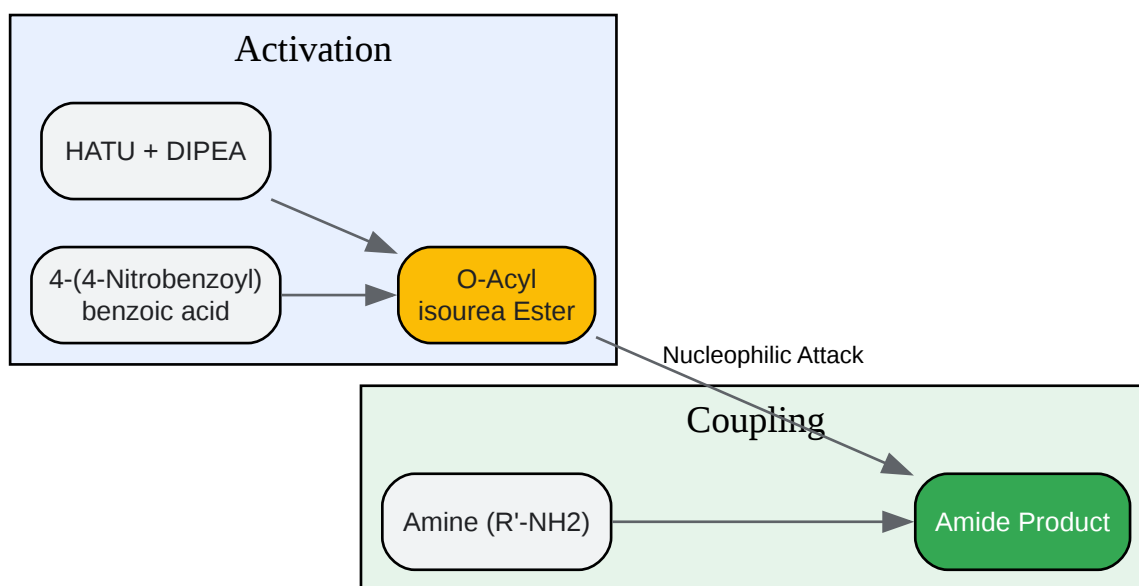 Activation
HATU + DIPEA
4-(4-Nitrobenzoyl)
benzoic acid
O-Acyl
isourea Ester
Nucleophilic Attack
Coupling
Amine (R'-NH2)
Amide Product